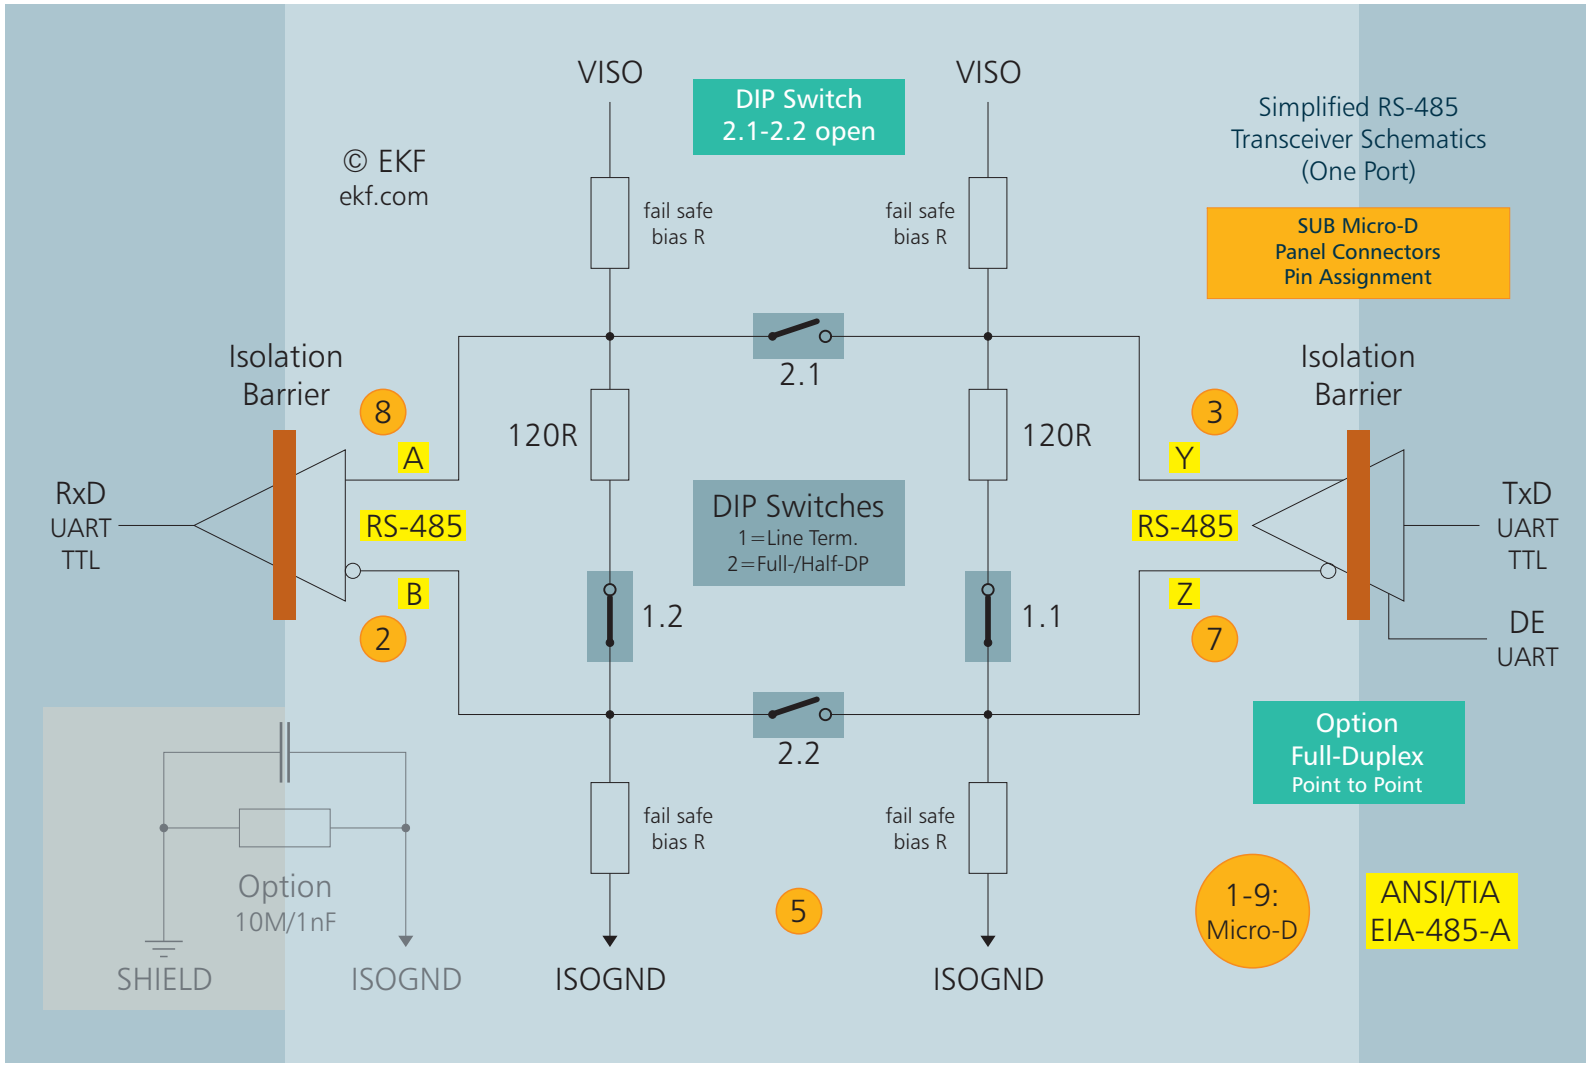 VISO
VISO
DIP Switch
2.1-2.2 open
Simplified RS-485
Transceiver Schematics
(One Port)
© EKF
ekf.com
fail safe
bias R
fail safe
bias R
SUB Micro-D
Panel Connectors
Pin Assignment
Isolation
Barrier
2.1
Isolation
Barrier
8
3
120R
120R
A
Y
RxD
UART
TTL
RS-485
DIP Switches
1=Line Term.
2=Full-/Half-DP
RS-485
TxD
UART
TTL
B
Z
1.2
1.1
2
7
DE
UART
2.2
Option
Full-Duplex
Point to Point
fail safe
bias R
fail safe
bias R
Option
10M/1nF
5
1-9:
Micro-D
ANSI/TIA
EIA-485-A
SHIELD
ISOGND
ISOGND
ISOGND